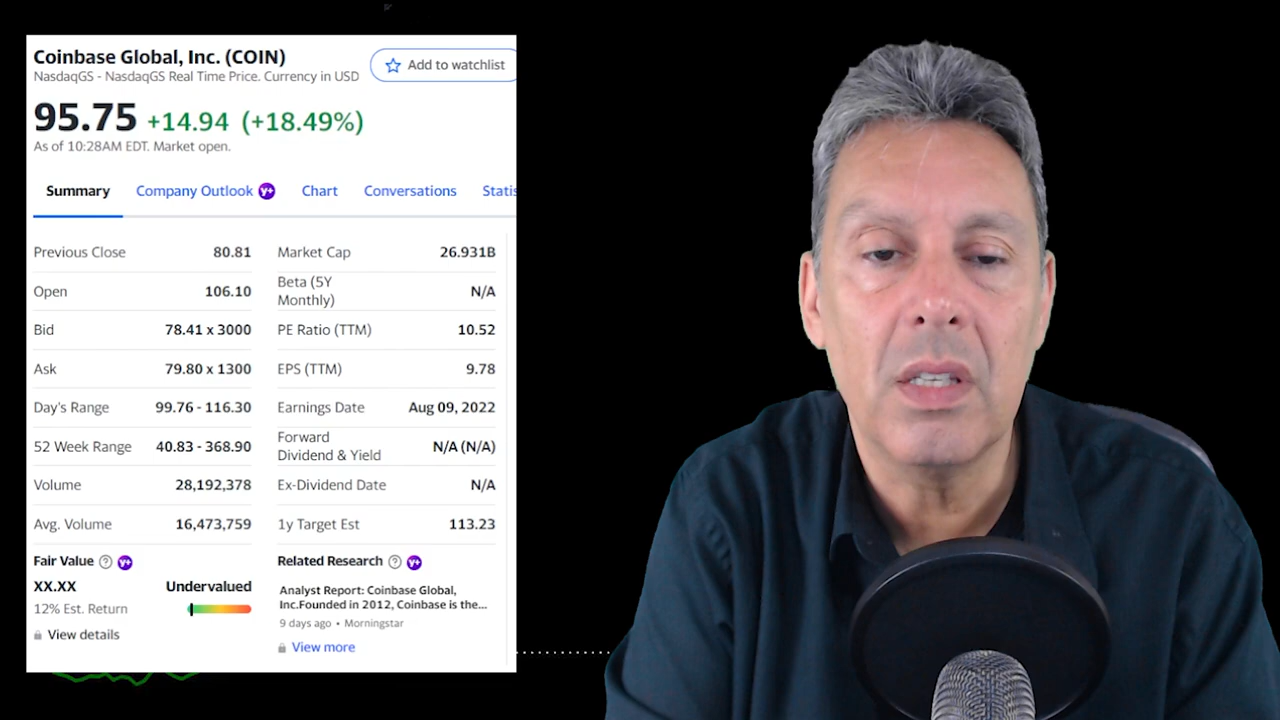 Coinbase Global, Inc. (COIN)
NasdaqGS - NasdaqGS Real Time Price. Currency in USD
Add to watchlist
95.75 +14.94 (+18.49%)
As of 10:28AM EDT. Market open.
Summary Company Outlook Y+ Chart Conversations Statis
Previous Close 80.81
Open 106.10
Bid 78.41 x 3000
Ask 79.80 x 1300
Day's Range 99.76 - 116.30
52 Week Range 40.83 - 368.90
Volume 28,192,378
Avg. Volume 16,473,759
Market Cap 26.931B
Beta (5Y
Monthly) N/A
PE Ratio (TTM) 10.52
EPS (TTM) 9.78
Earnings Date Aug 09, 2022
Forward
Dividend & Yield N/A (N/A)
Ex-Dividend Date N/A
1y Target Est 113.23
Fair Value ? Y+
XX.XX Undervalued
12% Est. Return
View details
Related Research ? Y+
Analyst Report: Coinbase Global,
Inc.Founded in 2012, Coinbase is the...
9 days ago • Morningstar
View more